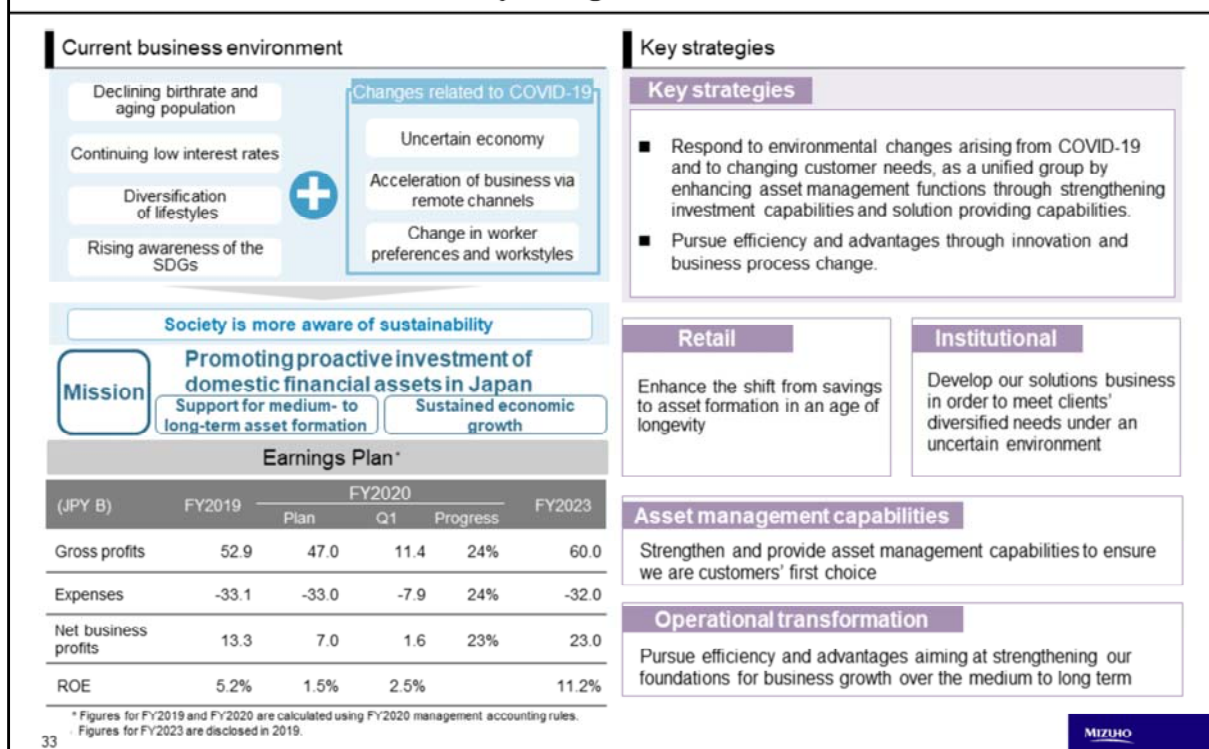 Current business environment
Declining birthrate and
aging population
Continuing low interest rates
Diversification
of lifestyles
Rising awareness of the
SDGs
Changes related to COVID-19
Uncertain economy
Acceleration of business via
remote channels
Change in worker
preferences and workstyles
Society is more aware of sustainability
Mission
Promoting proactive investment of
domestic financial assets in Japan
Support for medium- to
long-term asset formation
Sustained economic
growth
Earnings Plan*
(JPY B) FY2019 FY2020 FY2023
Plan Q1 Progress
Gross profits 52.9 47.0 11.4 24% 60.0
Expenses -33.1 -33.0 -7.9 24% -32.0
Net business
profits 13.3 7.0 1.6 23% 23.0
ROE 5.2% 1.5% 2.5% 11.2%
* Figures for FY2019 and FY2020 are calculated using FY2020 management accounting rules.
Figures for FY2023 are disclosed in 2019.
33
Key strategies
Key strategies
■ Respond to environmental changes arising from COVID-19
and to changing customer needs, as a unified group by
enhancing asset management functions through strengthening
investment capabilities and solution providing capabilities.
■ Pursue efficiency and advantages through innovation and
business process change.
Retail
Enhance the shift from savings
to asset formation in an age of
longevity
Institutional
Develop our solutions business
in order to meet clients'
diversified needs under an
uncertain environment
Asset management capabilities
Strengthen and provide asset management capabilities to ensure
we are customers' first choice
Operational transformation
Pursue efficiency and advantages aiming at strengthening our
foundations for business growth over the medium to long term
MIZUHO